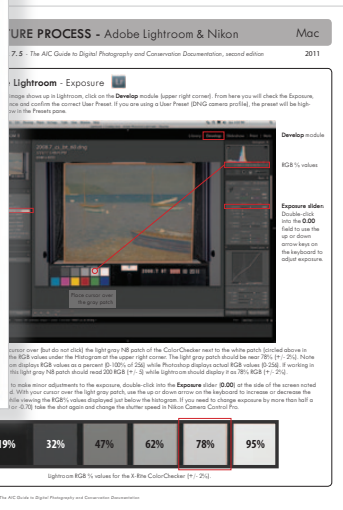 TURE PROCESS - Adobe Lightroom & Nikon Mac
7.5 - The AIC Guide to Digital Photography and Conservation Documentation, second edition 2011
Lightroom - Exposure
image shows up in Lightroom, click on the Develop module (upper right corner). From here you will check the Exposure,
nce and confirm the correct User Preset. If you are using a User Preset (DNG camera profile), the preset will be high-
low in the Presets pane.
Develop module
RGB % values
Exposure slider:
Double-click
into the 0.00
field to use the
up or down
arrow keys on
the keyboard to
adjust exposure.
Place cursor over
the gray patch
cursor over (but do not click) the light gray N8 patch of the ColorChecker next to the white patch (circled above in
the RGB values under the Histogram at the upper right corner. The light gray patch should be near 78% (+/- 2%). Note
om displays RGB values as a percent (0-100% of 256) while Photoshop displays actual RGB values (0-256). If working in
this light gray N8 patch should read 200 RGB (+/- 5) while Lightroom should display it as 78% RGB (+/- 2%).
to make minor adjustments to the exposure, double-click into the Exposure slider (0.00) at the side of the screen noted
d. With your cursor over the light gray patch, use the up or down arrow on the keyboard to increase or decrease the
hile viewing the RGB% values displayed just below the histogram. If you need to change exposure by more than half a
or -0.70) take the shot again and change the shutter speed in Nikon Camera Control Pro.
19% 32% 47% 62% 78% 95%
Lightroom RGB % values for the X-Rite ColorChecker (+/- 2%).
The AIC Guide to Digital Photography and Conservation Documentation